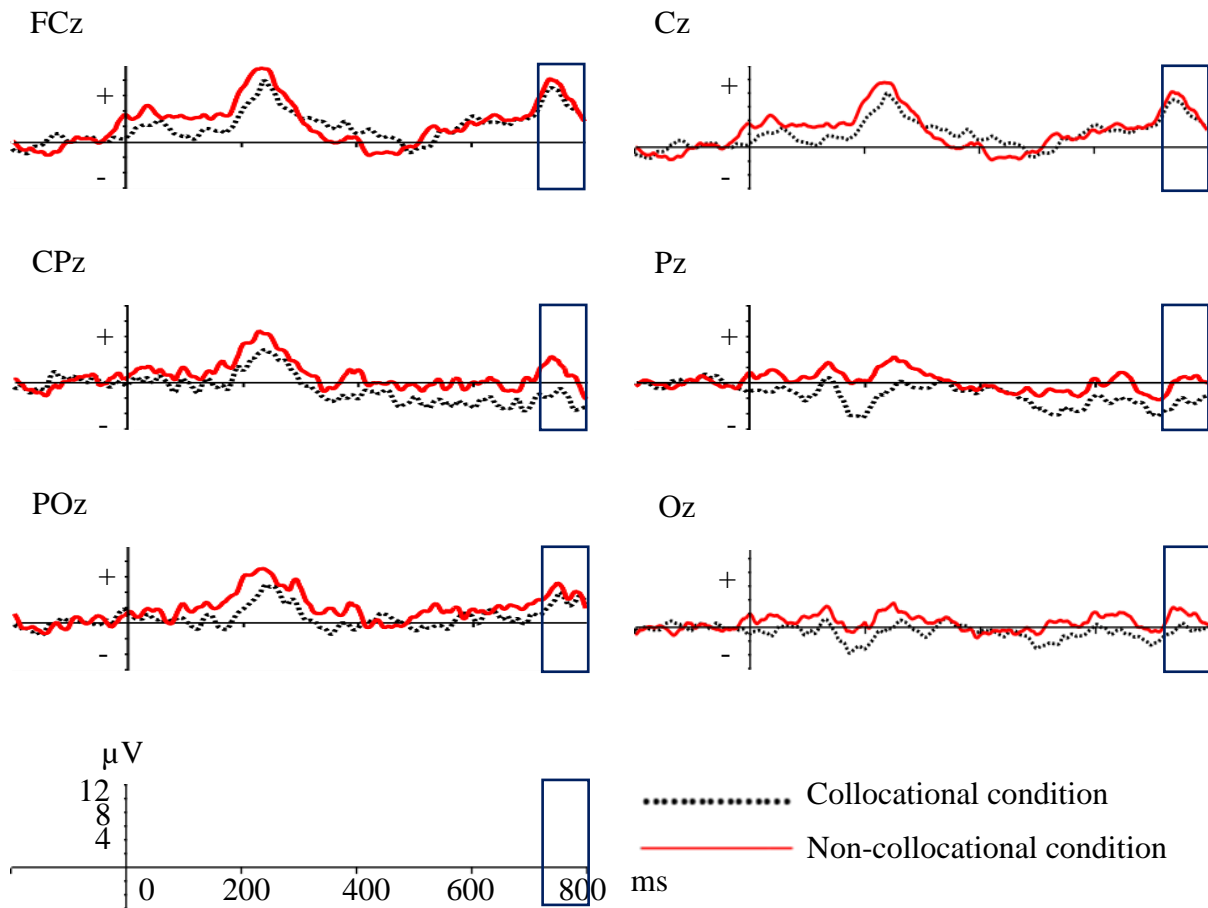 FCz
+
-
Cz
+
-
CPz
+
-
Pz
+
-
POz
+
-
Oz
+
-
µV
12
8
4
0 200 400 600 800 ms
Collocational condition
Non-collocational condition